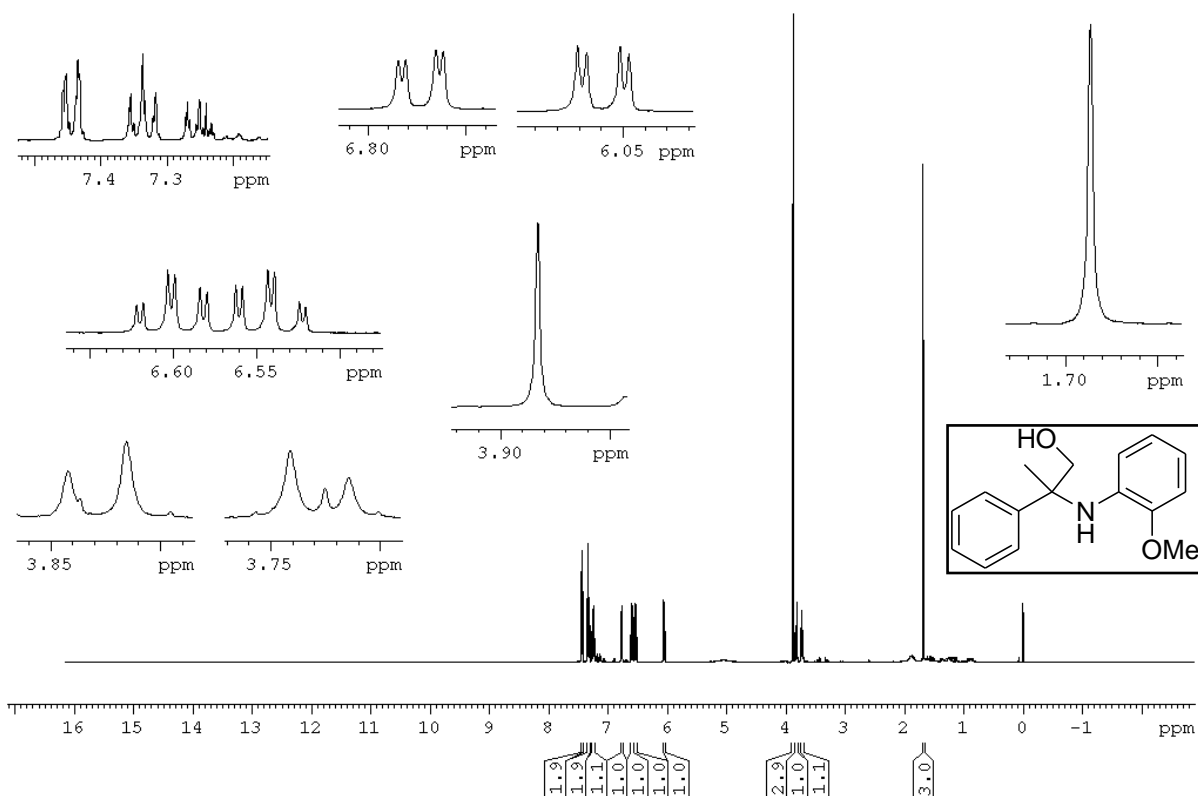 7.4 7.3 ppm
6.80 ppm
6.05 ppm
6.60 6.55 ppm
3.90 ppm
1.70 ppm
3.85 ppm
3.75 ppm
HO
N
H
OMe
16 15 14 13 12 11 10 9 8 7 6 5 4 3 2 1 0 −1 ppm
1.9 1.9 1.1 1.0 1.0 1.0 1.0 2.9 1.0 1.1 3.0